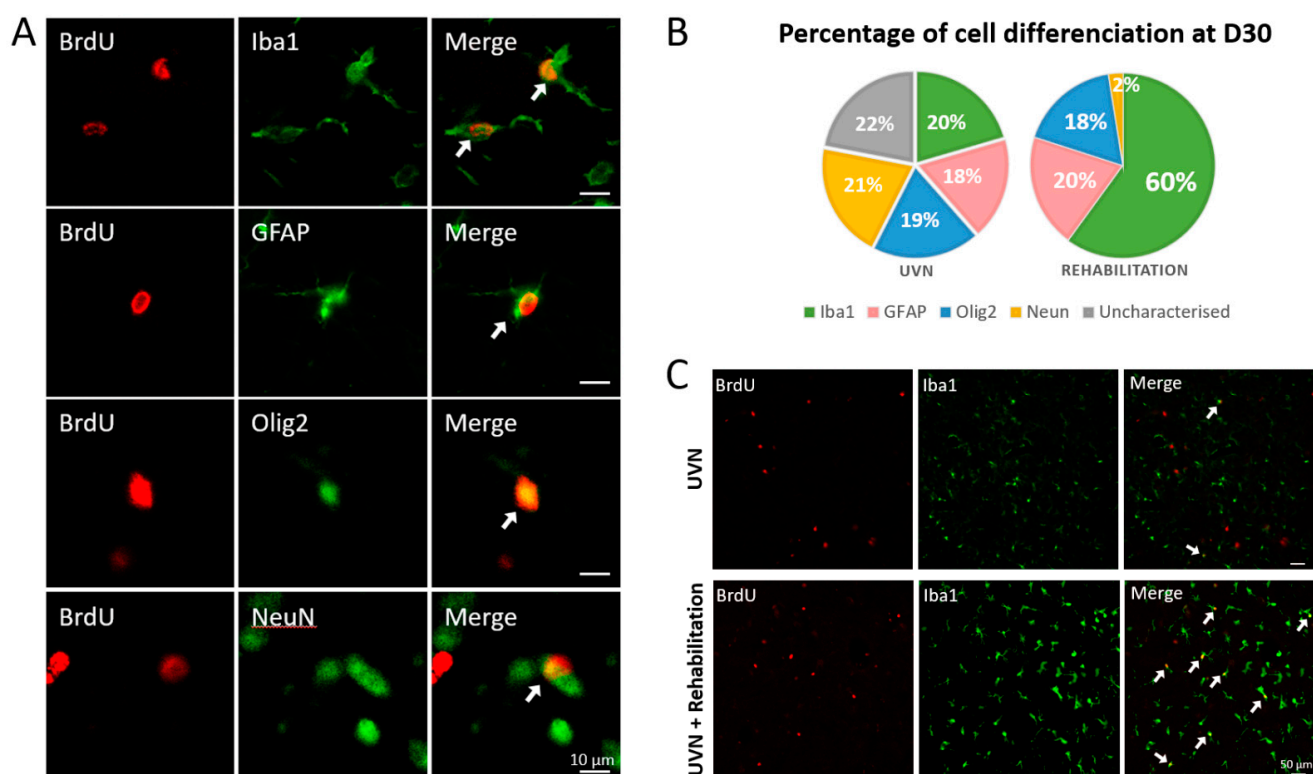 A
BrdU Iba1 Merge
BrdU GFAP Merge
BrdU Olig2 Merge
BrdU NeuN Merge
10 µm
B
Percentage of cell differenciation at D30
22% 20% 18% 19% 21%
2% 18% 20% 60%
UVN REHABILITATION
Iba1 GFAP Olig2 Neun Uncharacterised
C
UVN
BrdU Iba1 Merge
UVN + Rehabilitation
BrdU Iba1 Merge
50 µm